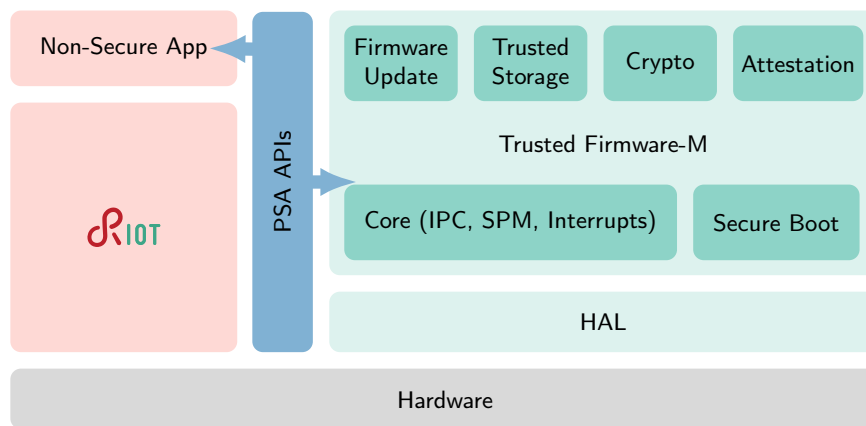 Non-Secure App
RIOT
PSA APIs
Firmware
Update
Trusted
Storage
Crypto
Attestation
Trusted Firmware-M
Core (IPC, SPM, Interrupts)
Secure Boot
HAL
Hardware